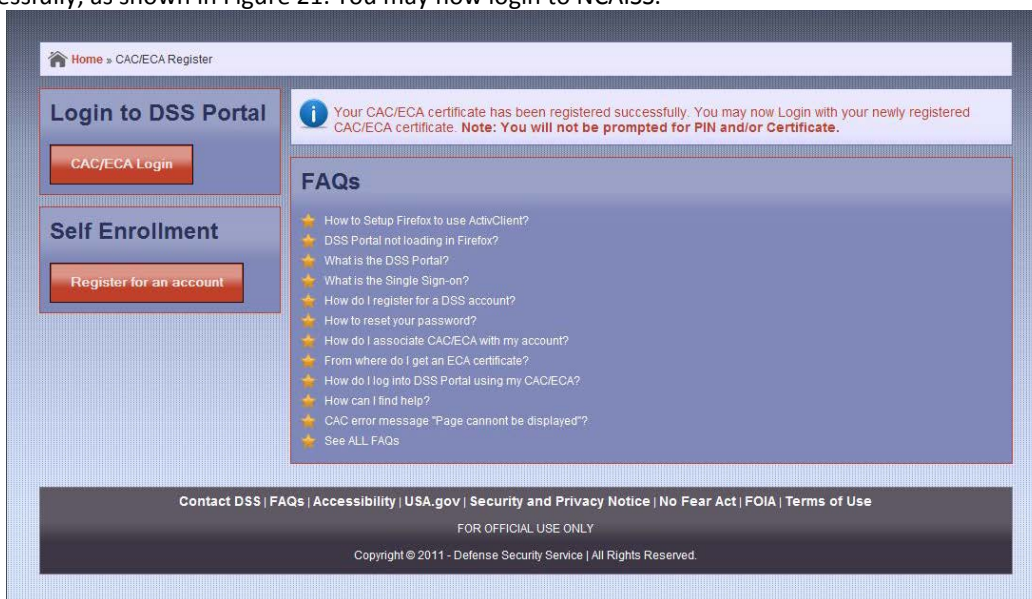 essfully, as shown in Figure 21. You may now login to NCAISS.
Home » CAC/ECA Register
Login to DSS Portal
CAC/ECA Login
Self Enrollment
Register for an account
Your CAC/ECA certificate has been registered successfully. You may now Login with your newly registered
CAC/ECA certificate. Note: You will not be prompted for PIN and/or Certificate.
FAQs
How to Setup Firefox to use ActivClient?
DSS Portal not loading in Firefox?
What is the DSS Portal?
What is the Single Sign-on?
How do I register for a DSS account?
How to reset your password?
How do I associate CAC/ECA with my account?
From where do I get an ECA certificate?
How do I log into DSS Portal using my CAC/ECA?
How can I find help?
CAC error message "Page cannont be displayed"?
See ALL FAQs
Contact DSS | FAQs | Accessibility | USA.gov | Security and Privacy Notice | No Fear Act | FOIA | Terms of Use
FOR OFFICIAL USE ONLY
Copyright © 2011 - Defense Security Service | All Rights Reserved.